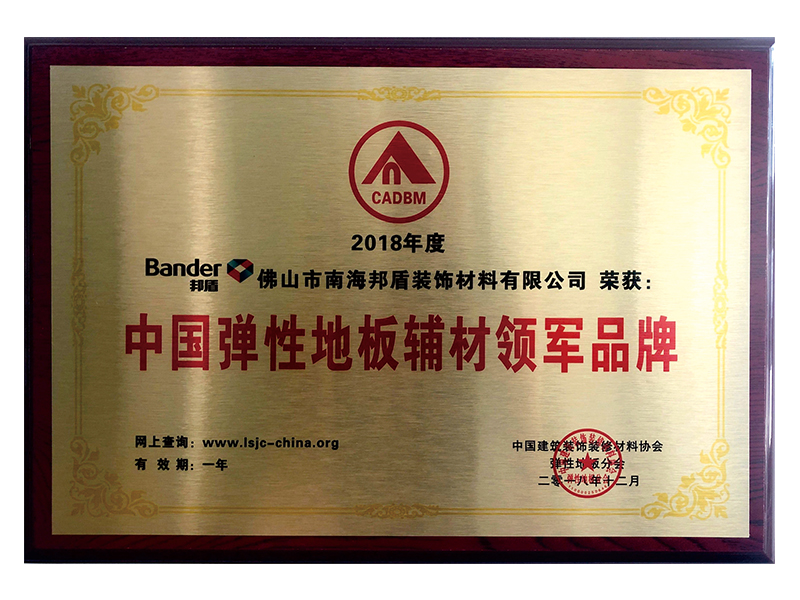 CADBM
2018年度
Bander
邦盾
佛山市南海邦盾装饰材料有限公司 荣获：
中国弹性地板辅材领军品牌
网上查询：www.lsjc-china.org
有 效 期：一年
中国建筑装饰装修材料协会
弹性地板分会
二零一八年十二月